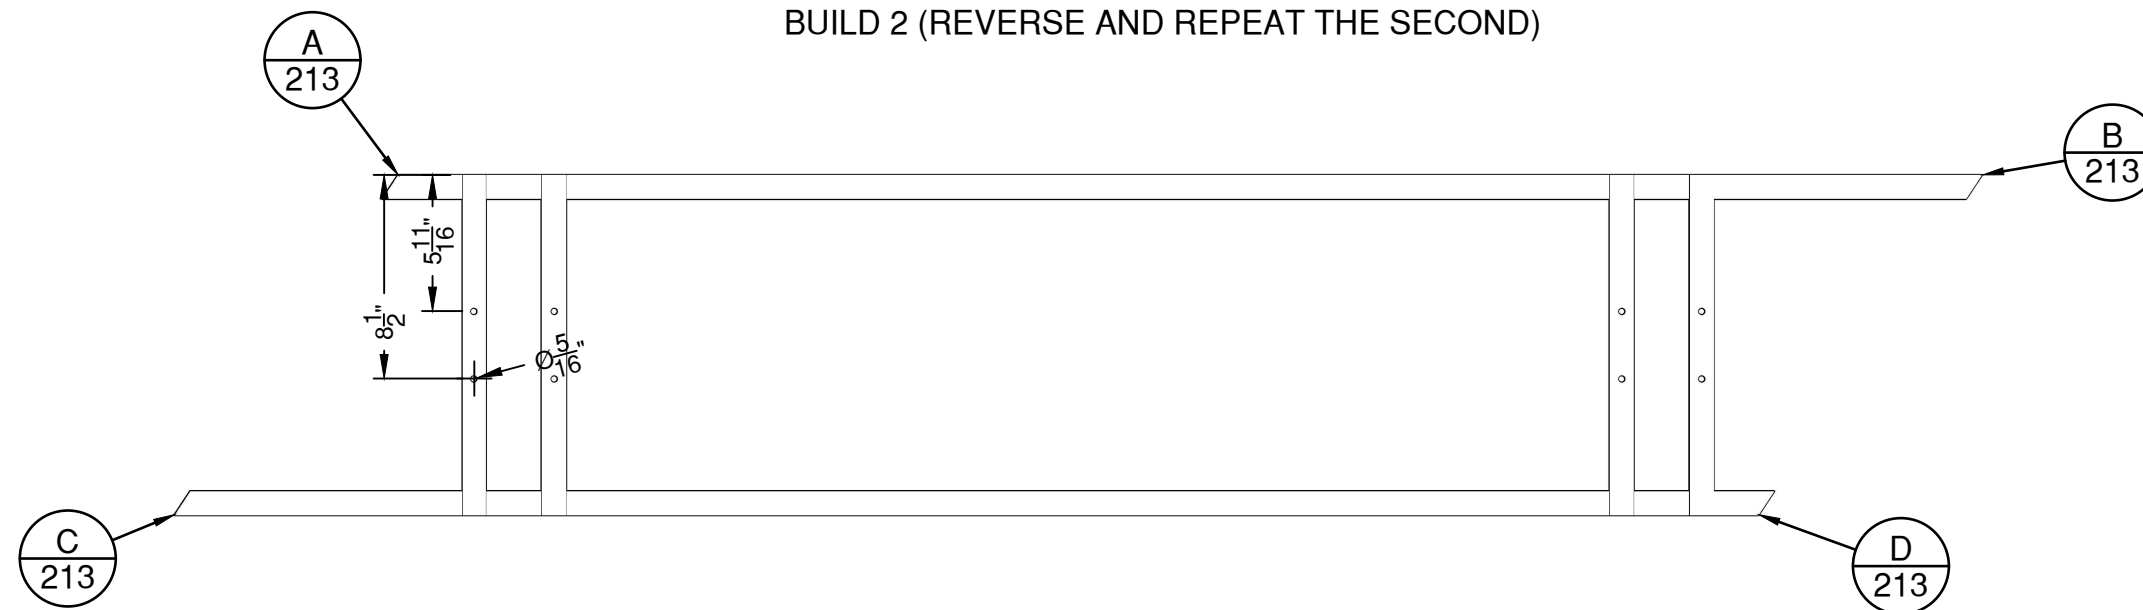 BUILD 2 (REVERSE AND REPEAT THE SECOND)
A
213
B
213
5 11/16"
8 1/2"
Ø 5/16"
C
213
D
213